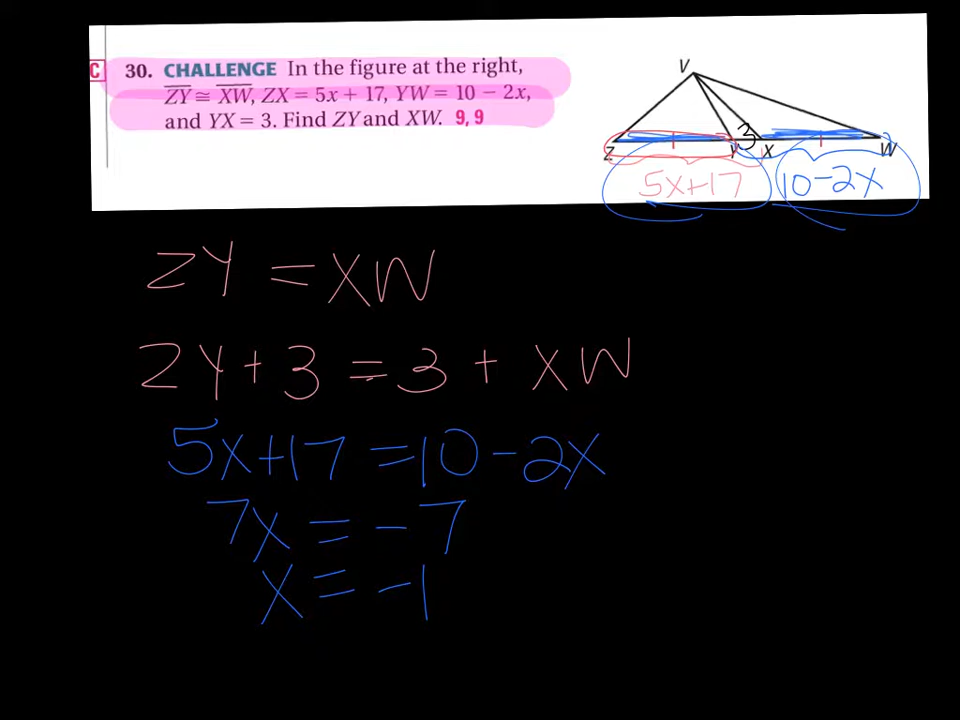 C
30. CHALLENGE In the figure at the right,
ZY ≅ XW, ZX = 5x + 17, YW = 10 − 2x,
and YX = 3. Find ZY and XW. 9, 9
V
3
Z Y X W
5x+17 10-2x
ZY = XW
ZY + 3 = 3 + XW
5x+17 = 10-2x
7x = -7
x = -1